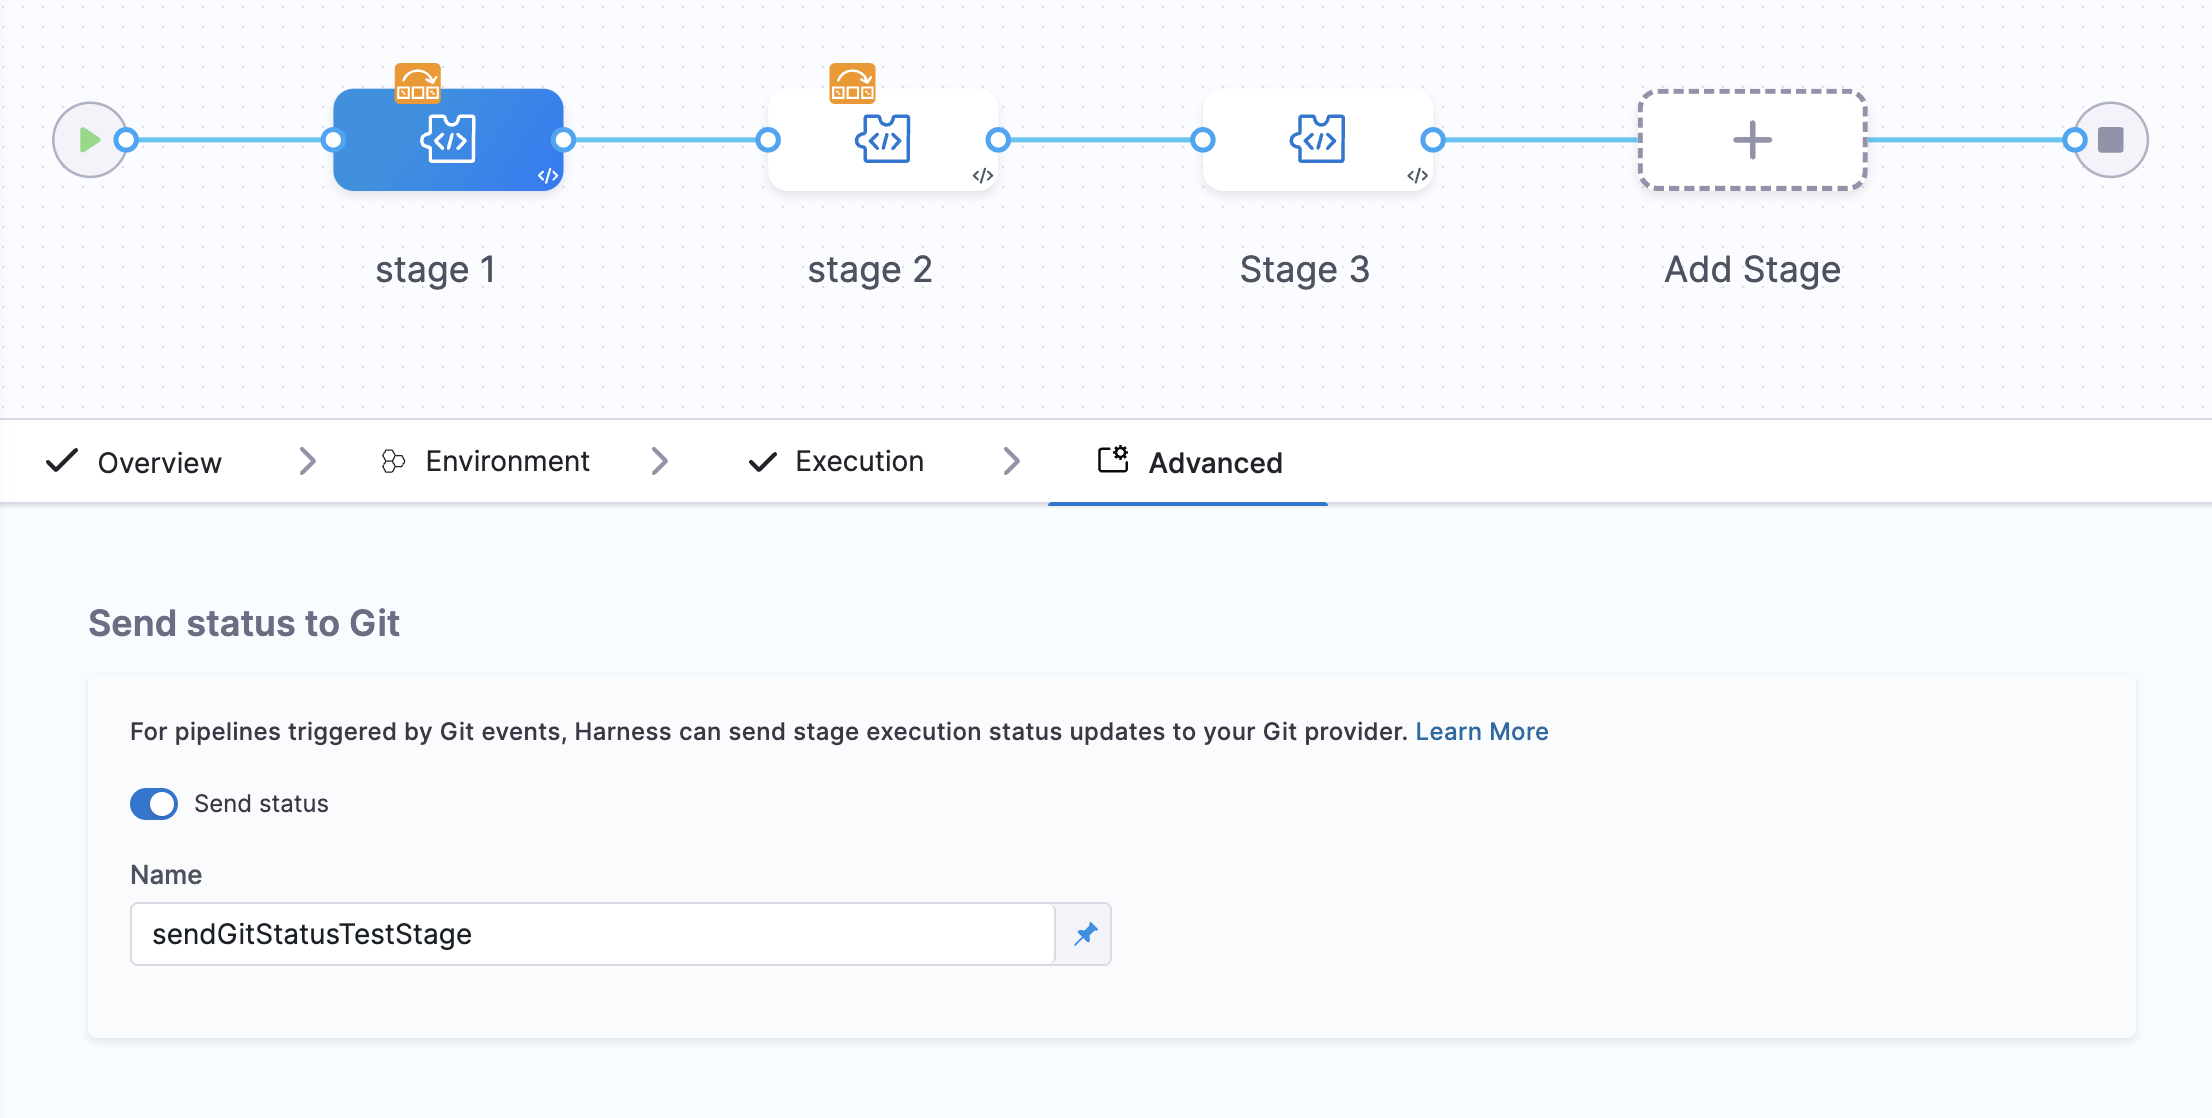 stage 1
stage 2
Stage 3
Add Stage
Overview
Environment
Execution
Advanced
Send status to Git
For pipelines triggered by Git events, Harness can send stage execution status updates to your Git provider. Learn More
Send status
Name
sendGitStatusTestStage